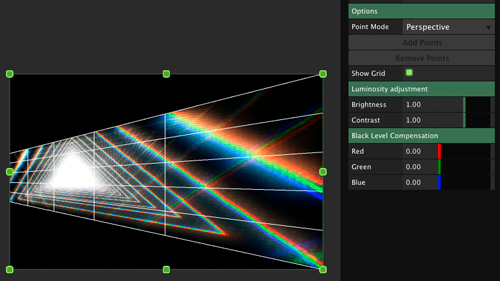 Options
Point Mode Perspective
Add Points
Remove Points
Show Grid
Luminosity adjustment
Brightness 1.00
Contrast 1.00
Black Level Compensation
Red 0.00
Green 0.00
Blue 0.00